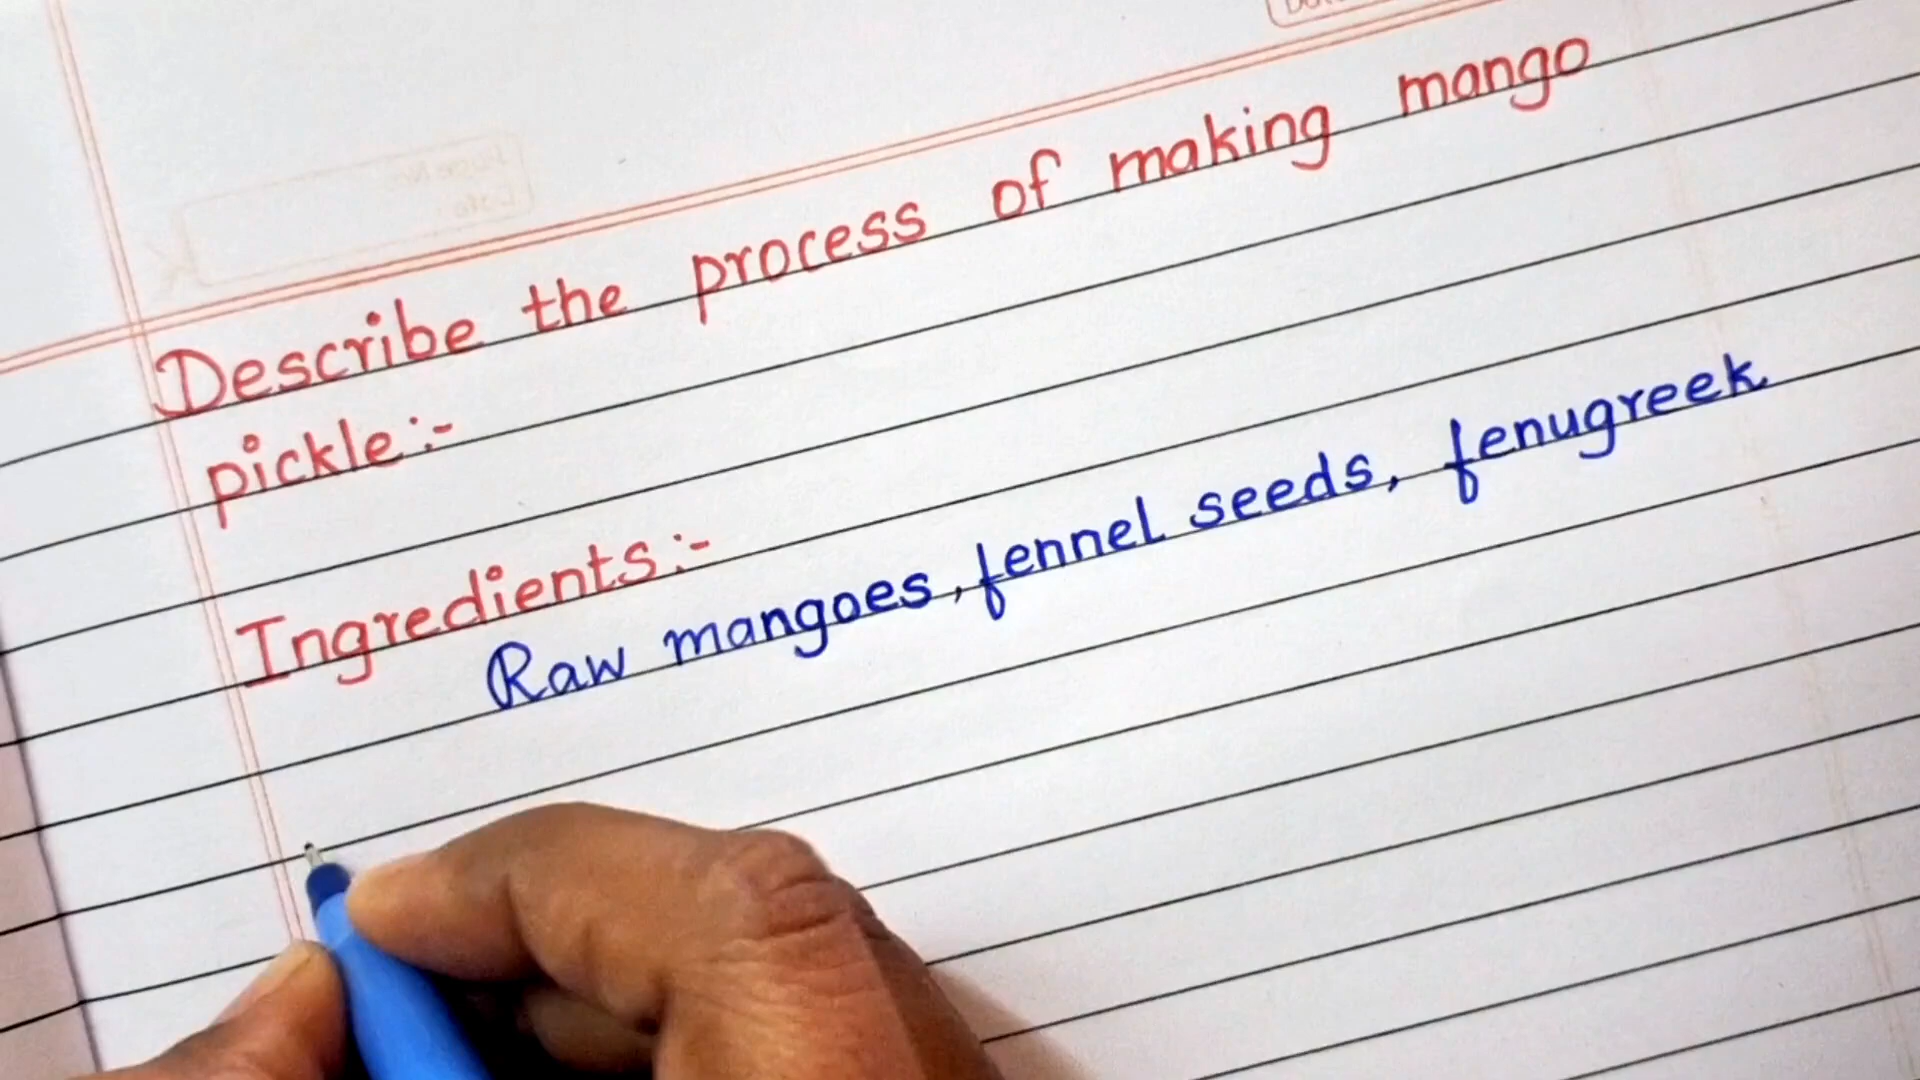 Describe the process of making mango
pickle:-
Ingredients:-
Raw mangoes, fennel seeds, fenugreek